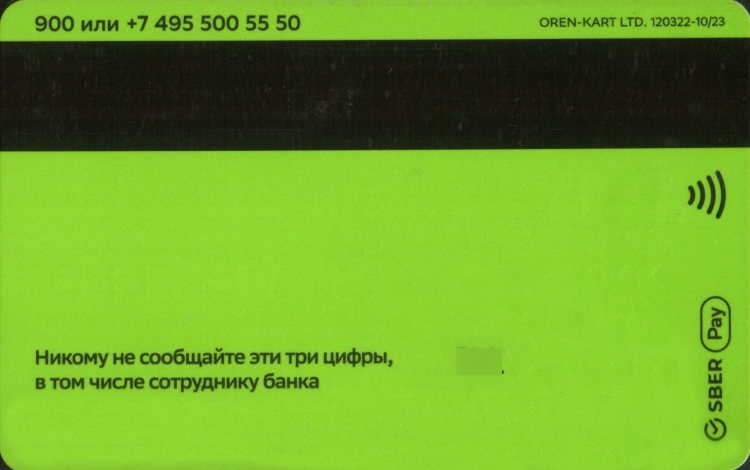 900 или +7 495 500 55 50
OREN-KART LTD. 120322-10/23
Никому не сообщайте эти три цифры,
в том числе сотруднику банка
SBER Pay